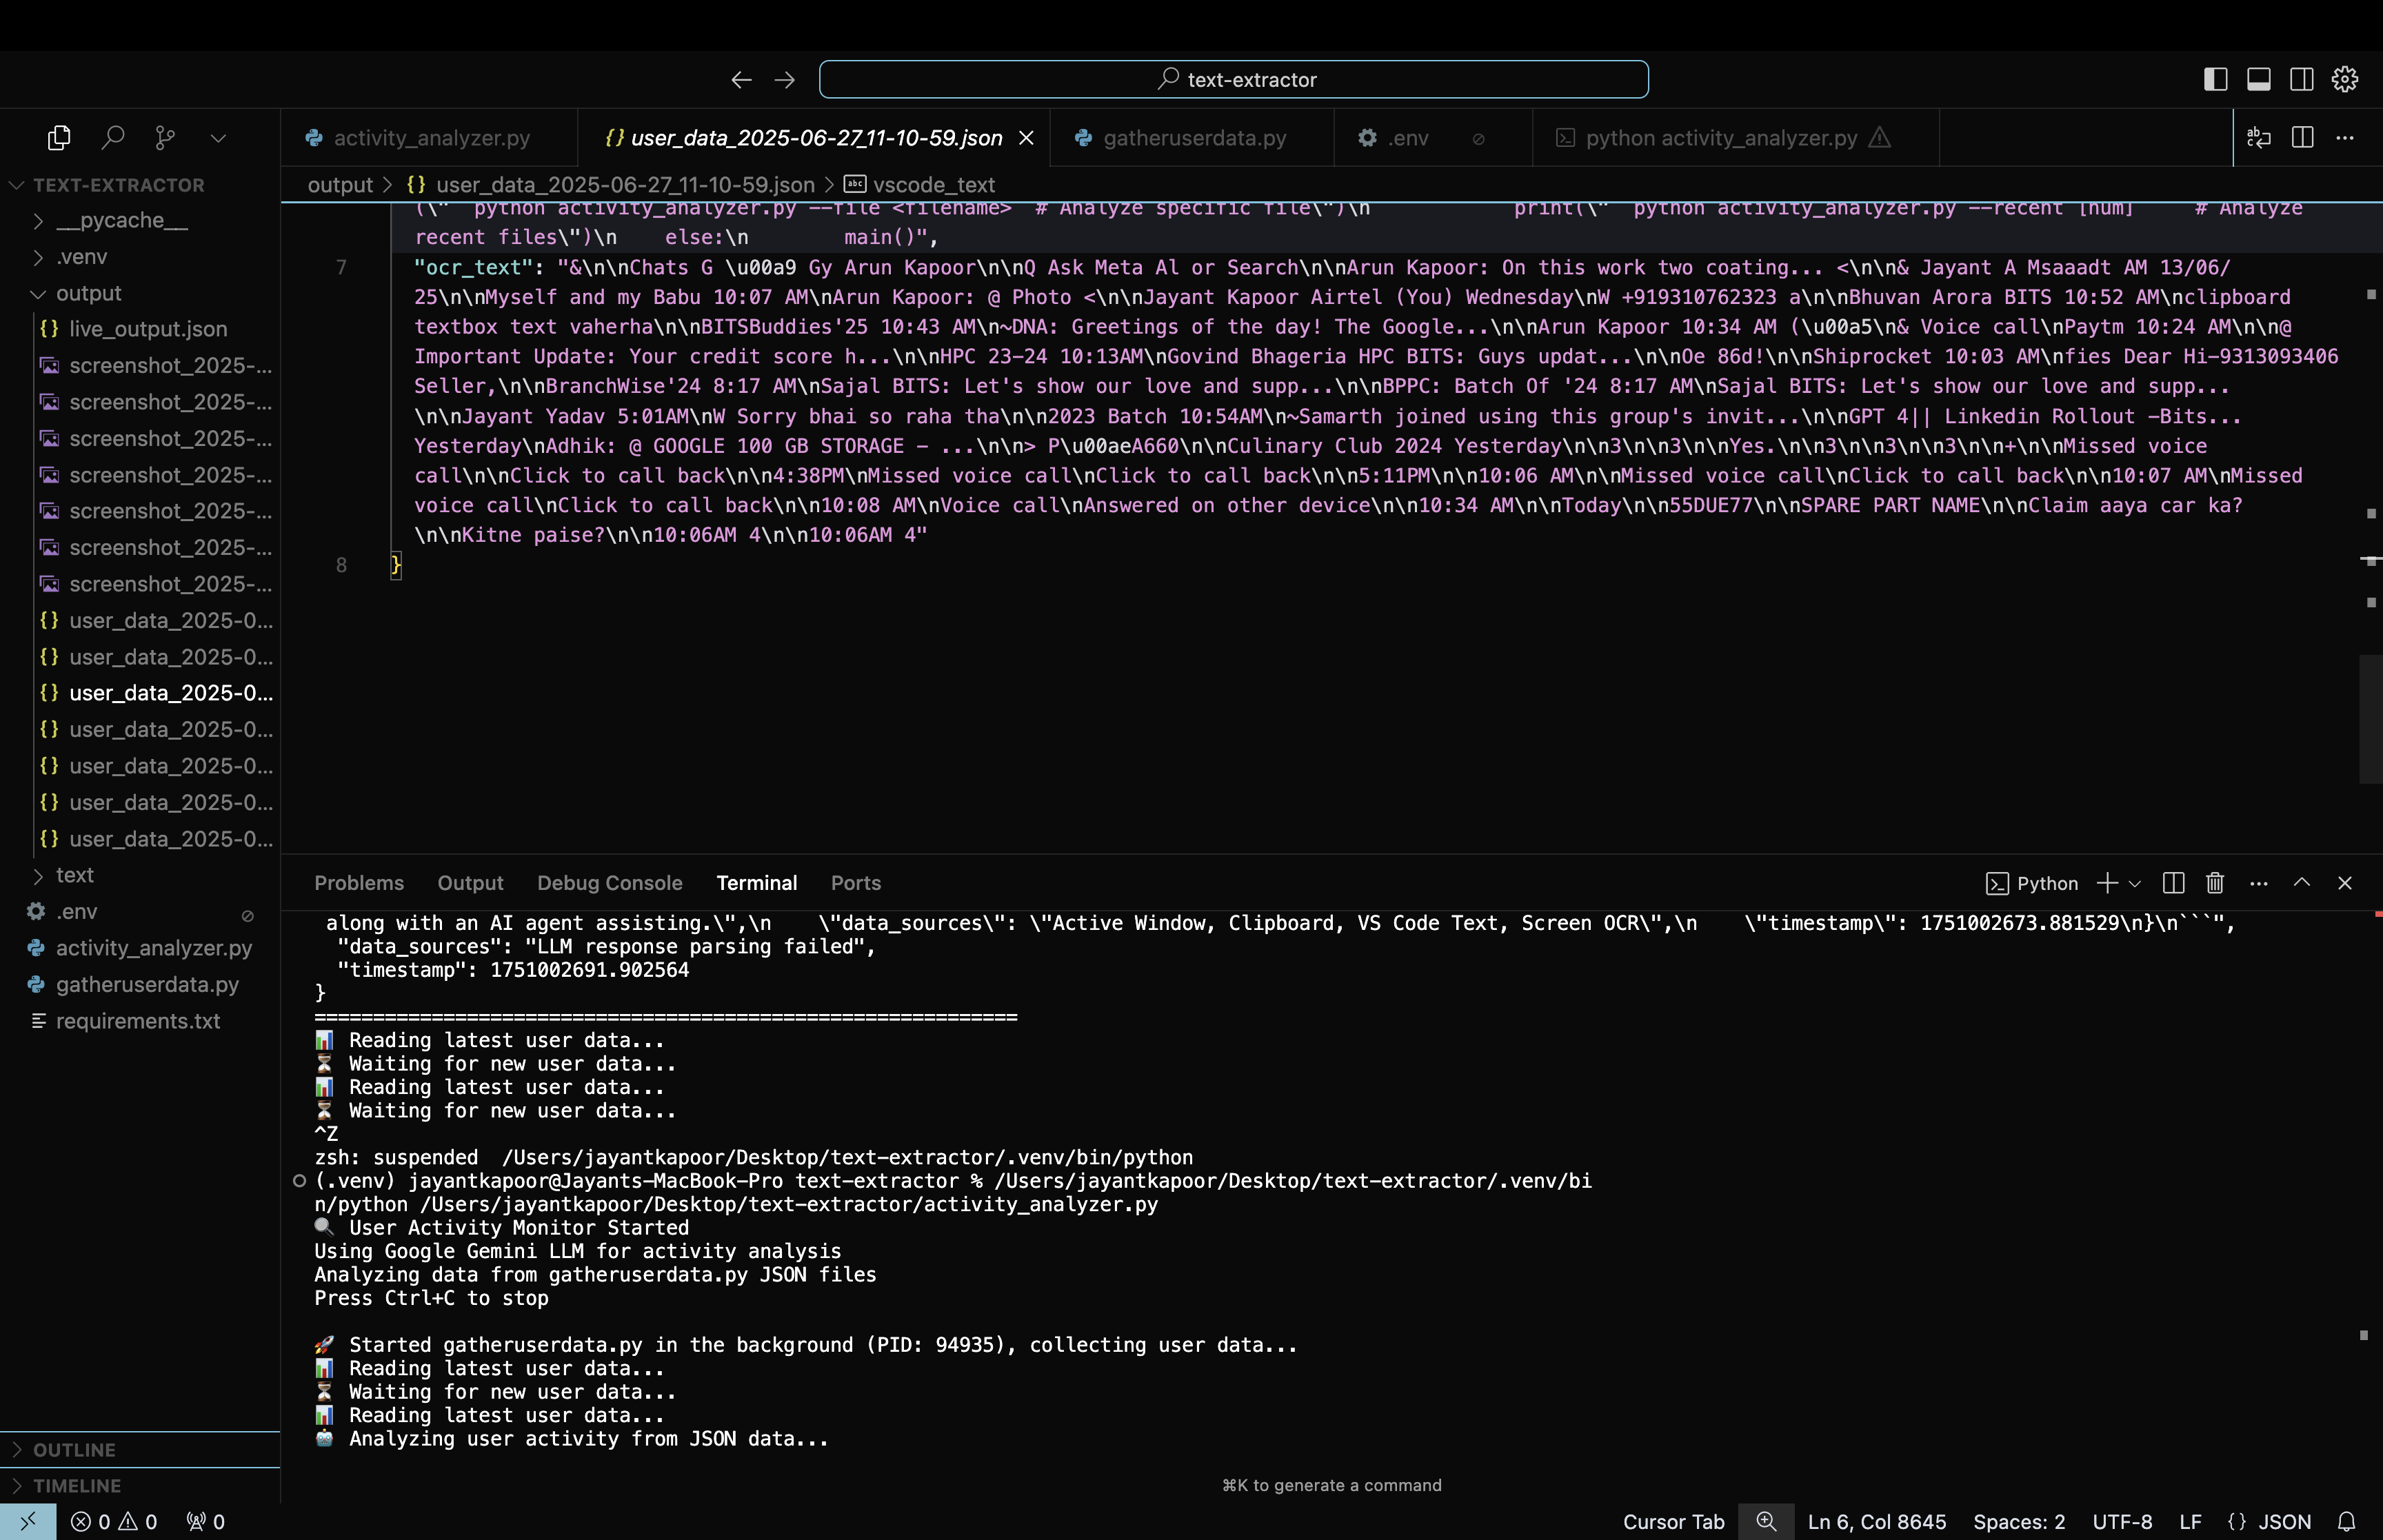 text-extractor
activity_analyzer.py
user_data_2025-06-27_11-10-59.json
gatheruserdata.py
.env
python activity_analyzer.py
TEXT-EXTRACTOR
__pycache__
.venv
output
live_output.json
screenshot_2025-...
screenshot_2025-...
screenshot_2025-...
screenshot_2025-...
screenshot_2025-...
screenshot_2025-...
screenshot_2025-...
user_data_2025-0...
user_data_2025-0...
user_data_2025-0...
user_data_2025-0...
user_data_2025-0...
user_data_2025-0...
user_data_2025-0...
text
.env
activity_analyzer.py
gatheruserdata.py
requirements.txt
OUTLINE
TIMELINE
output > {} user_data_2025-06-27_11-10-59.json > abc vscode_text
(\"  python activity_analyzer.py --file <filename>  # Analyze specific file\")\n            print(\"  python activity_analyzer.py --recent [num]     # Analyze
recent files\")\n    else:\n        main()",
7 "ocr_text": "&\n\nChats G \u00a9 Gy Arun Kapoor\n\nQ Ask Meta Al or Search\n\nArun Kapoor: On this work two coating... <\n\n& Jayant A Msaaadt AM 13/06/
25\n\nMyself and my Babu 10:07 AM\nArun Kapoor: @ Photo <\n\nJayant Kapoor Airtel (You) Wednesday\nW +919310762323 a\n\nBhuvan Arora BITS 10:52 AM\nclipboard
textbox text vaherha\n\nBITSBuddies'25 10:43 AM\n~DNA: Greetings of the day! The Google...\n\nArun Kapoor 10:34 AM (\u00a5\n& Voice call\nPaytm 10:24 AM\n\n@
Important Update: Your credit score h...\n\nHPC 23-24 10:13AM\nGovind Bhageria HPC BITS: Guys updat...\n\nOe 86d!\n\nShiprocket 10:03 AM\nfies Dear Hi-9313093406
Seller,\n\nBranchWise'24 8:17 AM\nSajal BITS: Let's show our love and supp...\n\nBPPC: Batch Of '24 8:17 AM\nSajal BITS: Let's show our love and supp...
\n\nJayant Yadav 5:01AM\nW Sorry bhai so raha tha\n\n2023 Batch 10:54AM\n~Samarth joined using this group's invit...\n\nGPT 4|| Linkedin Rollout -Bits...
Yesterday\nAdhik: @ GOOGLE 100 GB STORAGE - ...\n\n> P\u00aeA660\n\nCulinary Club 2024 Yesterday\n\n3\n\n3\n\nYes.\n\n3\n\n3\n\n3\n\n+\n\nMissed voice
call\n\nClick to call back\n\n4:38PM\nMissed voice call\nClick to call back\n\n5:11PM\n\n10:06 AM\n\nMissed voice call\nClick to call back\n\n10:07 AM\nMissed
voice call\nClick to call back\n\n10:08 AM\nVoice call\nAnswered on other device\n\n10:34 AM\n\nToday\n\n55DUE77\n\nSPARE PART NAME\n\nClaim aaya car ka?
\n\nKitne paise?\n\n10:06AM 4\n\n10:06AM 4"
8 }
Problems Output Debug Console Terminal Ports
Python
along with an AI agent assisting.\",\n    \"data_sources\": \"Active Window, Clipboard, VS Code Text, Screen OCR\",\n    \"timestamp\": 1751002673.881529\n}\n```",
"data_sources": "LLM response parsing failed",
"timestamp": 1751002691.902564
}
============================================================
📊 Reading latest user data...
⏳ Waiting for new user data...
📊 Reading latest user data...
⏳ Waiting for new user data...
^Z
zsh: suspended  /Users/jayantkapoor/Desktop/text-extractor/.venv/bin/python
(.venv) jayantkapoor@Jayants-MacBook-Pro text-extractor % /Users/jayantkapoor/Desktop/text-extractor/.venv/bi
n/python /Users/jayantkapoor/Desktop/text-extractor/activity_analyzer.py
🔍 User Activity Monitor Started
Using Google Gemini LLM for activity analysis
Analyzing data from gatheruserdata.py JSON files
Press Ctrl+C to stop
🚀 Started gatheruserdata.py in the background (PID: 94935), collecting user data...
📊 Reading latest user data...
⏳ Waiting for new user data...
📊 Reading latest user data...
🤖 Analyzing user activity from JSON data...
⌘K to generate a command
0 0 0
Cursor Tab Ln 6, Col 8645 Spaces: 2 UTF-8 LF {} JSON